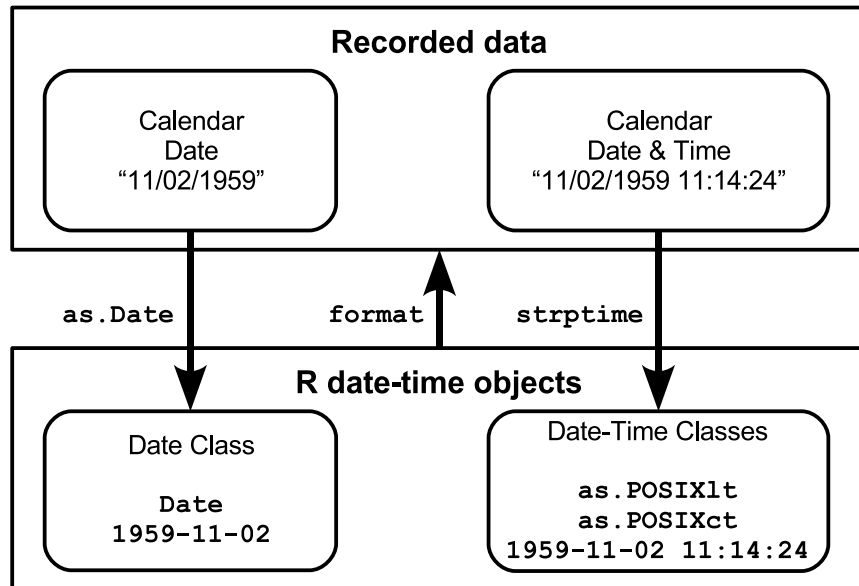 Recorded data
Calendar
Date
“11/02/1959”
Calendar
Date & Time
“11/02/1959 11:14:24”
as.Date
format
strptime
R date-time objects
Date Class
Date
1959-11-02
Date-Time Classes
as.POSIXlt
as.POSIXct
1959-11-02 11:14:24